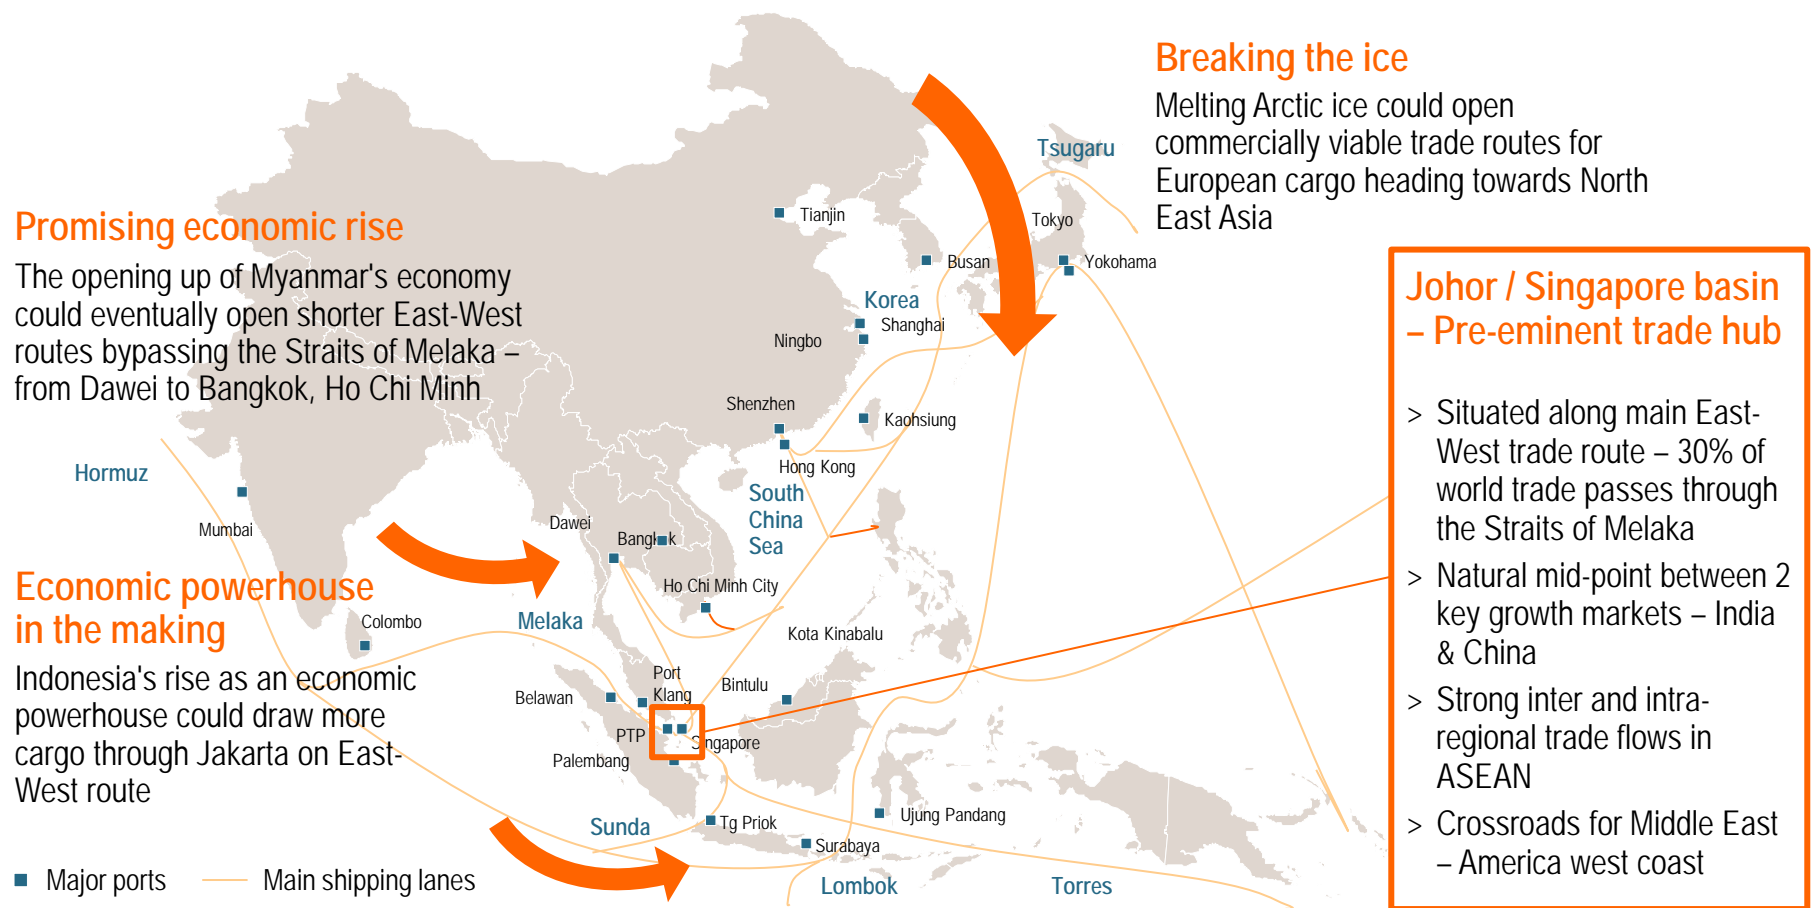 Breaking the ice
Melting Arctic ice could open
commercially viable trade routes for
European cargo heading towards North
East Asia
Tsugaru
Tianjin
Tokyo
Promising economic rise
The opening up of Myanmar's economy
could eventually open shorter East-West
routes bypassing the Straits of Melaka –
from Dawei to Bangkok, Ho Chi Minh
Busan
Yokohama
Korea
Shanghai
Ningbo
Shenzhen
Kaohsiung
Hong Kong
Hormuz
South
China
Sea
Mumbai
Dawei
Bangkok
Ho Chi Minh City
Economic powerhouse
in the making
Indonesia's rise as an economic
powerhouse could draw more
cargo through Jakarta on East-
West route
Colombo
Melaka
Kota Kinabalu
Port
Klang
Bintulu
Belawan
PTP
Singapore
Palembang
Ujung Pandang
Tg Priok
Sunda
Surabaya
Lombok
Torres
Major ports
Main shipping lanes
Johor / Singapore basin
– Pre-eminent trade hub
> Situated along main East-
West trade route – 30% of
world trade passes through
the Straits of Melaka
> Natural mid-point between 2
key growth markets – India
& China
> Strong inter and intra-
regional trade flows in
ASEAN
> Crossroads for Middle East
– America west coast